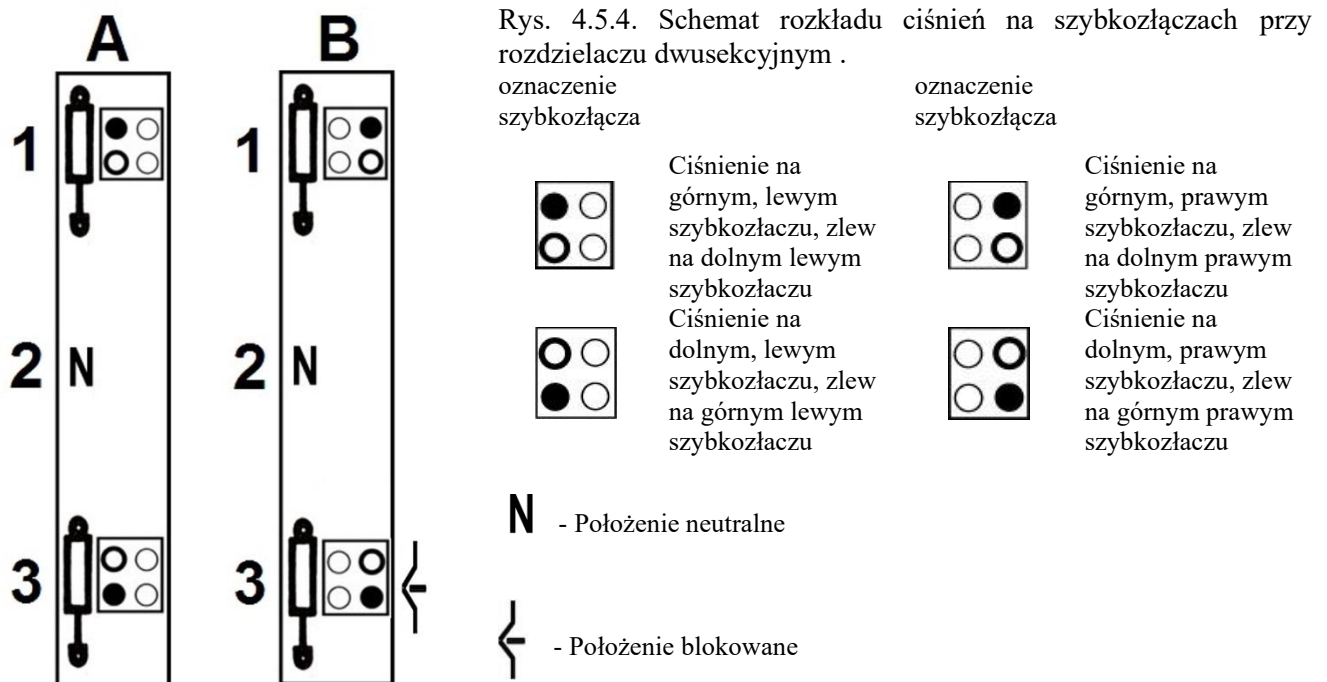 A B
Rys. 4.5.4. Schemat rozkładu ciśnień na szybkozłączach przy
rozdzielaczu dwusekcyjnym .
oznaczenie
szybkozłącza
oznaczenie
szybkozłącza
1 1
Ciśnienie na
górnym, lewym
szybkozłaczu, zlew
na dolnym lewym
szybkozłaczu
Ciśnienie na
górnym, prawym
szybkozłaczu, zlew
na dolnym prawym
szybkozłaczu
2 N 2 N
Ciśnienie na
dolnym, lewym
szybkozłaczu, zlew
na górnym lewym
szybkozłaczu
Ciśnienie na
dolnym, prawym
szybkozłaczu, zlew
na górnym prawym
szybkozłaczu
N - Położenie neutralne
3 3
- Położenie blokowane